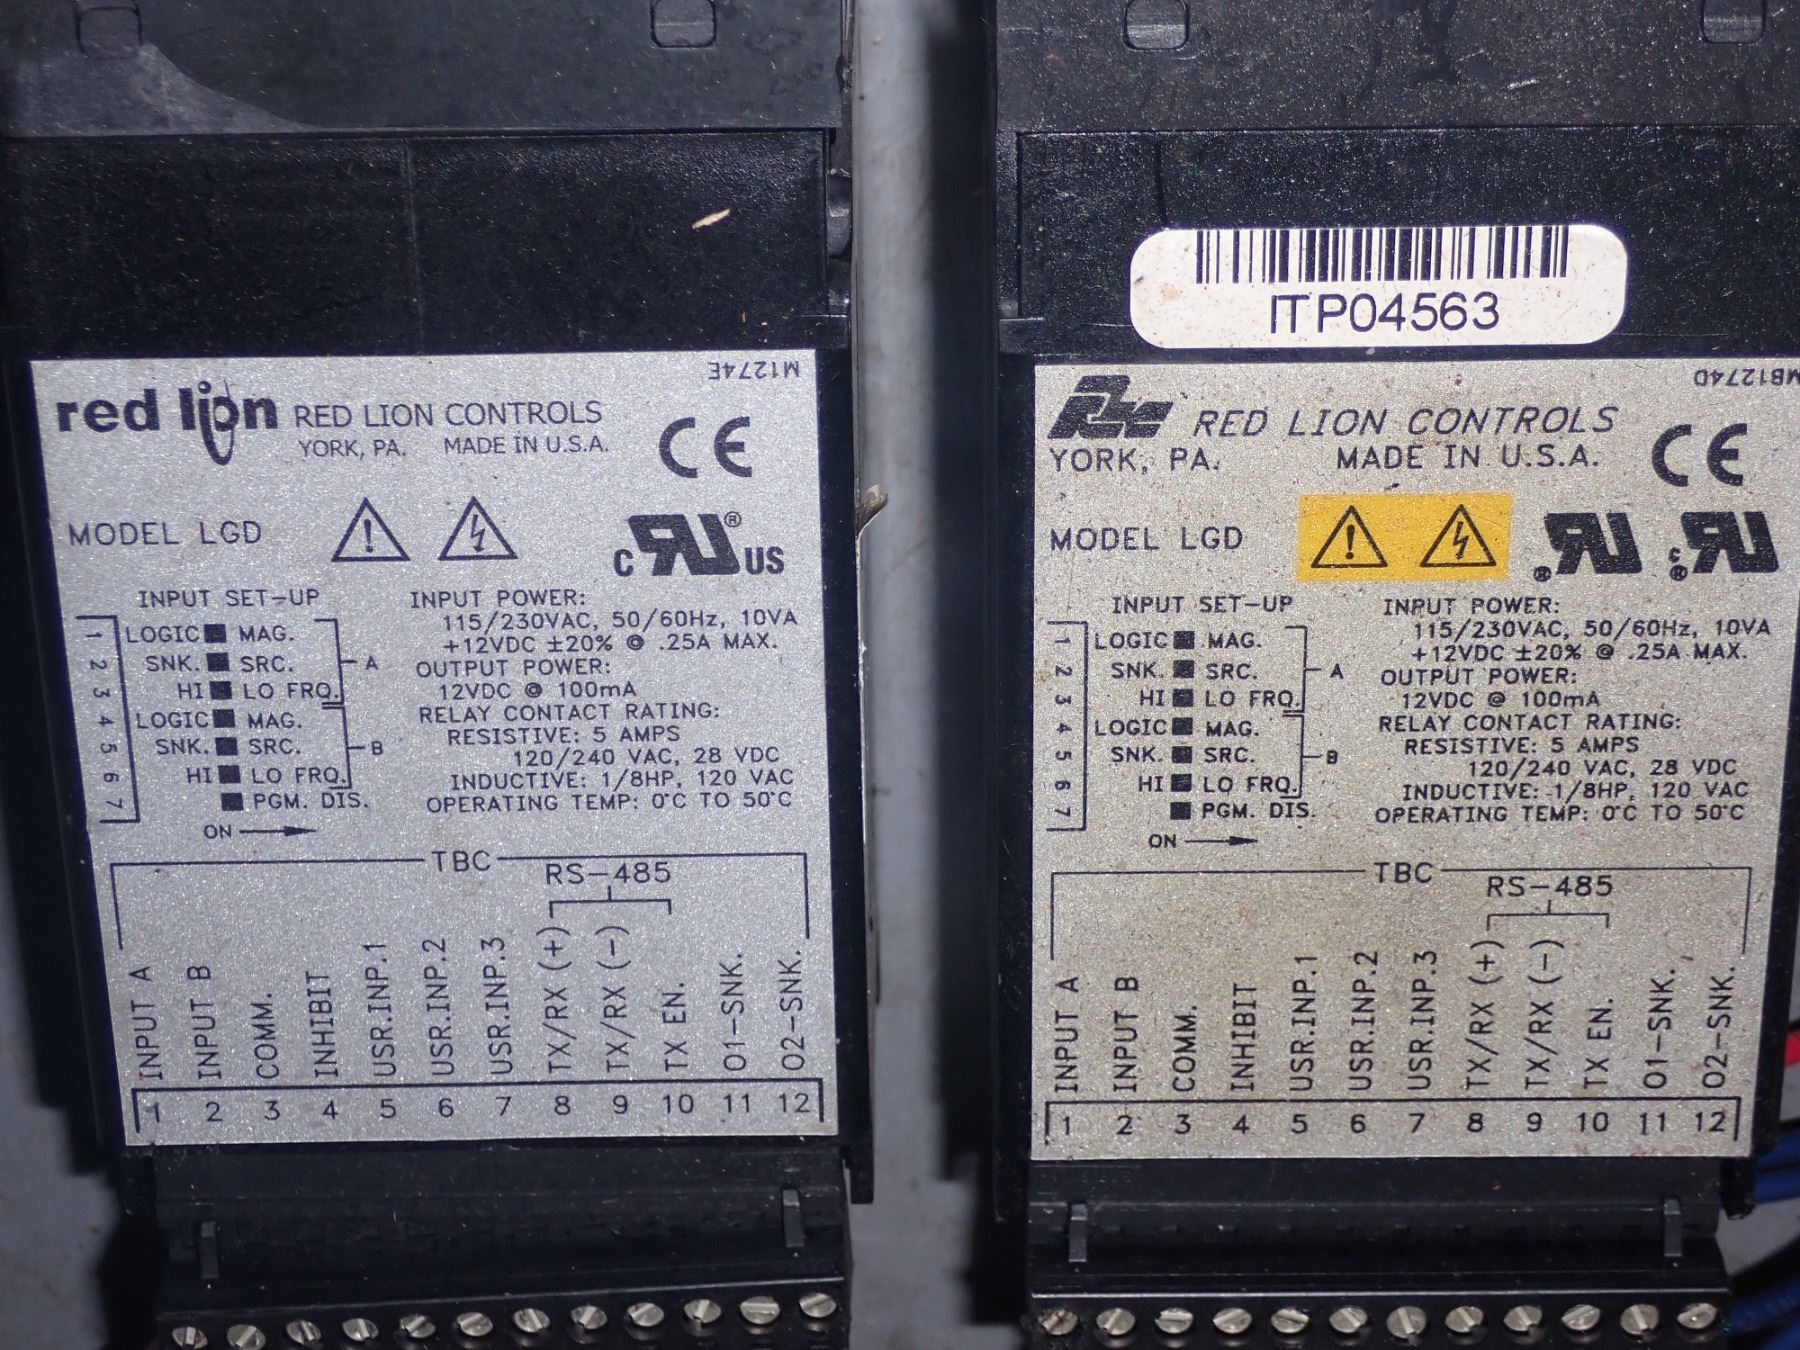 M1274E
red lion RED LION CONTROLS
YORK, PA. MADE IN U.S.A.
CE
MODEL LGD
c RU ® US
INPUT SET-UP
1 LOGIC MAG.
2 SNK. SRC. A
3 HI LO FRQ.
4 LOGIC MAG.
5 SNK. SRC. B
6 HI LO FRQ.
7 PGM. DIS.
ON
INPUT POWER:
115/230VAC, 50/60Hz, 10VA
+12VDC ±20% @ .25A MAX.
OUTPUT POWER:
12VDC @ 100mA
RELAY CONTACT RATING:
RESISTIVE: 5 AMPS
120/240 VAC, 28 VDC
INDUCTIVE: 1/8HP, 120 VAC
OPERATING TEMP: 0°C TO 50°C
TBC
RS-485
INPUT A
INPUT B
COMM.
INHIBIT
USR.INP.1
USR.INP.2
USR.INP.3
TX/RX (+)
TX/RX (-)
TX EN.
O1-SNK.
O2-SNK.
1 2 3 4 5 6 7 8 9 10 11 12
ITP04563
MB1274D
RLC RED LION CONTROLS
YORK, PA. MADE IN U.S.A.
CE
MODEL LGD
RU ® RU ®
INPUT SET-UP
1 LOGIC MAG.
2 SNK. SRC. A
3 HI LO FRQ.
4 LOGIC MAG.
5 SNK. SRC. B
6 HI LO FRQ.
7 PGM. DIS.
ON
INPUT POWER:
115/230VAC, 50/60Hz, 10VA
+12VDC ±20% @ .25A MAX.
OUTPUT POWER:
12VDC @ 100mA
RELAY CONTACT RATING:
RESISTIVE: 5 AMPS
120/240 VAC, 28 VDC
INDUCTIVE: 1/8HP, 120 VAC
OPERATING TEMP: 0°C TO 50°C
TBC
RS-485
INPUT A
INPUT B
COMM.
INHIBIT
USR.INP.1
USR.INP.2
USR.INP.3
TX/RX (+)
TX/RX (-)
TX EN.
O1-SNK.
O2-SNK.
1 2 3 4 5 6 7 8 9 10 11 12